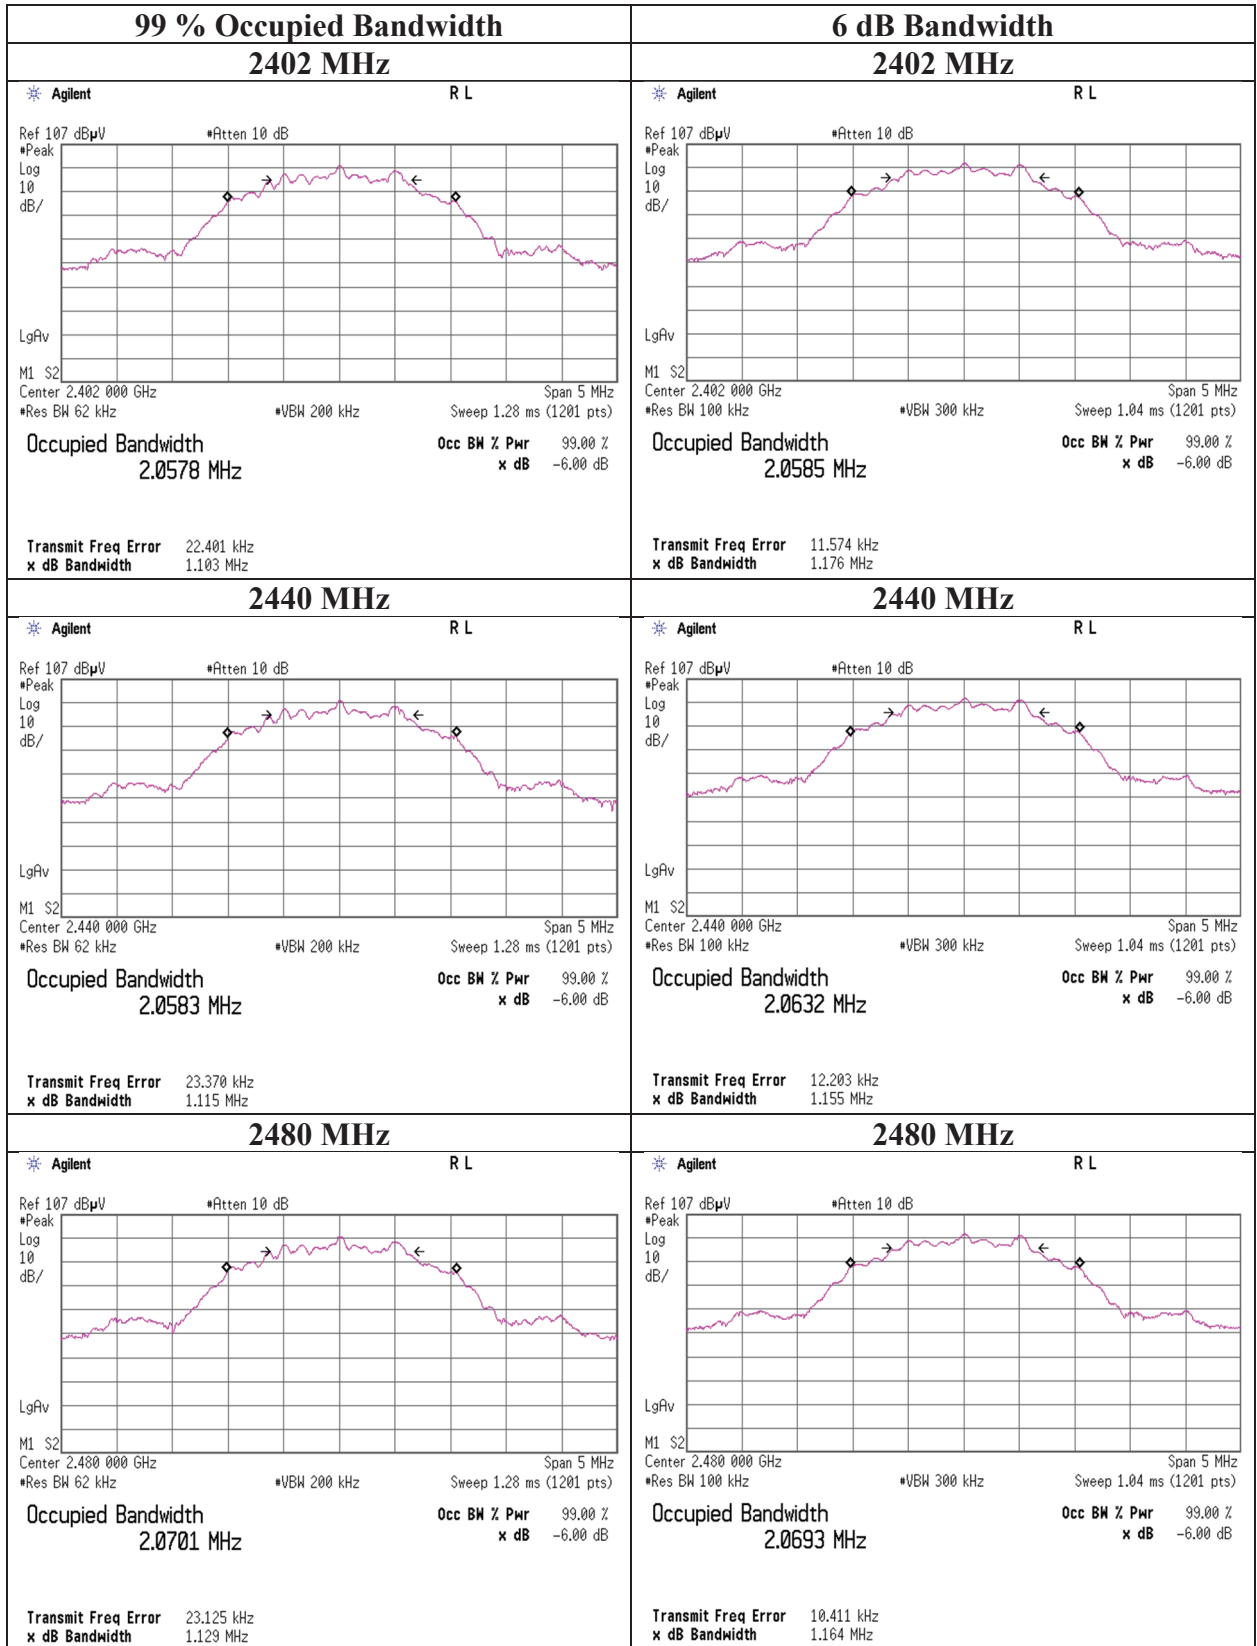 99 % Occupied Bandwidth
6 dB Bandwidth
2402 MHz
2402 MHz
Agilent R L
Ref 107 dBµV #Atten 10 dB
#Peak
Log
10
dB/
LgAv
M1 S2
Center 2.402 000 GHz Span 5 MHz
#Res BW 62 kHz #VBW 200 kHz Sweep 1.28 ms (1201 pts)
Occupied Bandwidth Occ BW % Pwr 99.00 %
2.0578 MHz x dB -6.00 dB
Transmit Freq Error 22.401 kHz
x dB Bandwidth 1.103 MHz
Agilent R L
Ref 107 dBµV #Atten 10 dB
#Peak
Log
10
dB/
LgAv
M1 S2
Center 2.402 000 GHz Span 5 MHz
#Res BW 100 kHz #VBW 300 kHz Sweep 1.04 ms (1201 pts)
Occupied Bandwidth Occ BW % Pwr 99.00 %
2.0585 MHz x dB -6.00 dB
Transmit Freq Error 11.574 kHz
x dB Bandwidth 1.176 MHz
2440 MHz
2440 MHz
Agilent R L
Ref 107 dBµV #Atten 10 dB
#Peak
Log
10
dB/
LgAv
M1 S2
Center 2.440 000 GHz Span 5 MHz
#Res BW 62 kHz #VBW 200 kHz Sweep 1.28 ms (1201 pts)
Occupied Bandwidth Occ BW % Pwr 99.00 %
2.0583 MHz x dB -6.00 dB
Transmit Freq Error 23.370 kHz
x dB Bandwidth 1.115 MHz
Agilent R L
Ref 107 dBµV #Atten 10 dB
#Peak
Log
10
dB/
LgAv
M1 S2
Center 2.440 000 GHz Span 5 MHz
#Res BW 100 kHz #VBW 300 kHz Sweep 1.04 ms (1201 pts)
Occupied Bandwidth Occ BW % Pwr 99.00 %
2.0632 MHz x dB -6.00 dB
Transmit Freq Error 12.203 kHz
x dB Bandwidth 1.155 MHz
2480 MHz
2480 MHz
Agilent R L
Ref 107 dBµV #Atten 10 dB
#Peak
Log
10
dB/
LgAv
M1 S2
Center 2.480 000 GHz Span 5 MHz
#Res BW 62 kHz #VBW 200 kHz Sweep 1.28 ms (1201 pts)
Occupied Bandwidth Occ BW % Pwr 99.00 %
2.0701 MHz x dB -6.00 dB
Transmit Freq Error 23.125 kHz
x dB Bandwidth 1.129 MHz
Agilent R L
Ref 107 dBµV #Atten 10 dB
#Peak
Log
10
dB/
LgAv
M1 S2
Center 2.480 000 GHz Span 5 MHz
#Res BW 100 kHz #VBW 300 kHz Sweep 1.04 ms (1201 pts)
Occupied Bandwidth Occ BW % Pwr 99.00 %
2.0693 MHz x dB -6.00 dB
Transmit Freq Error 10.411 kHz
x dB Bandwidth 1.164 MHz